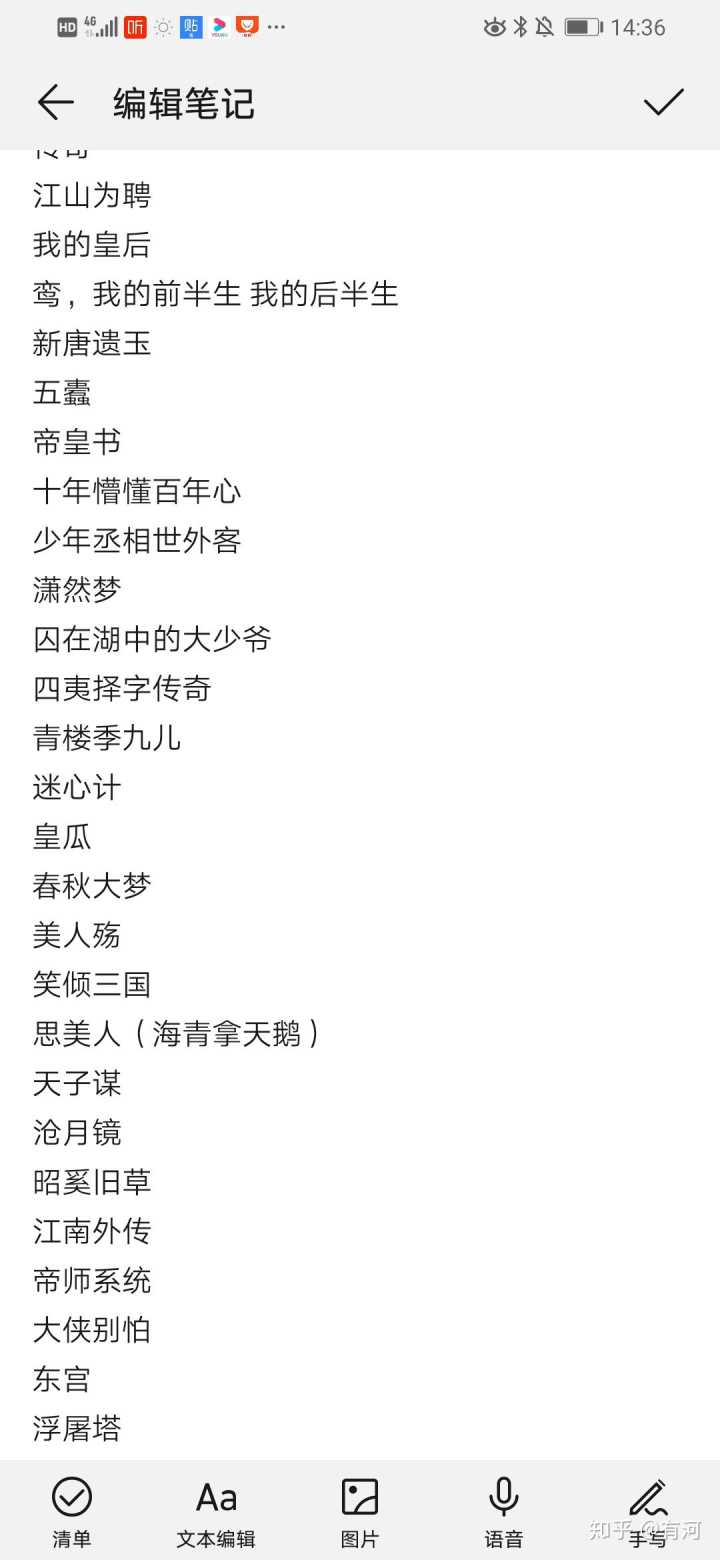 HD 4G 听 贴 YOUKU 14:36
编辑笔记
江山为聘
我的皇后
鸾，我的前半生 我的后半生
新唐遗玉
五蠹
帝皇书
十年懵懂百年心
少年丞相世外客
潇然梦
囚在湖中的大少爷
四夷择字传奇
青楼季九儿
迷心计
皇瓜
春秋大梦
美人殇
笑倾三国
思美人（海青拿天鹅）
天子谋
沧月镜
昭奚旧草
江南外传
帝师系统
大侠别怕
东宫
浮屠塔
清单 文本编辑 图片 语音 手写
Aa
知乎 @有河